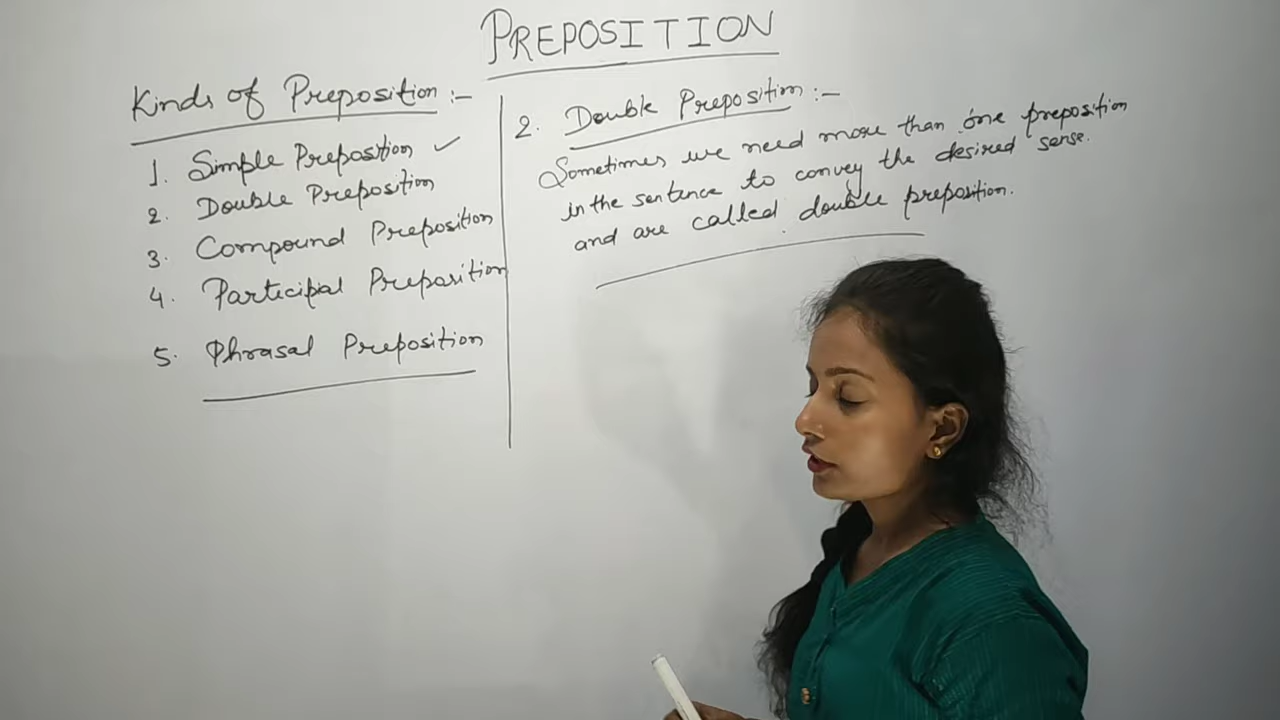 PREPOSITION
Kinds of Preposition :-
1. Simple Preposition ✓
2. Double Preposition
3. Compound Preposition
4. Participal Preposition
5. Phrasal Preposition
2. Double Preposition :-
Sometimes we need more than one preposition
in the sentence to convey the desired sense.
and are called double preposition.